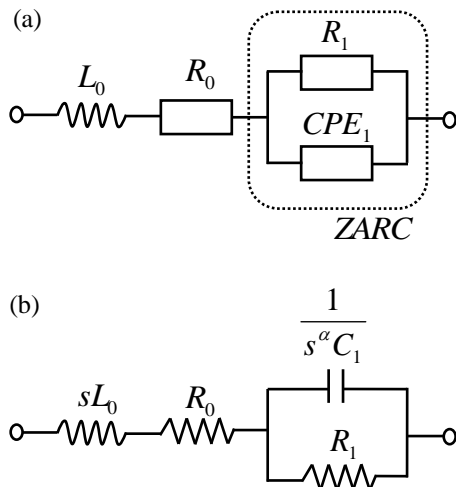 (a)
R₁
L₀
R₀
CPE₁
ZARC
(b)
1
s^α C₁
sL₀
R₀
R₁